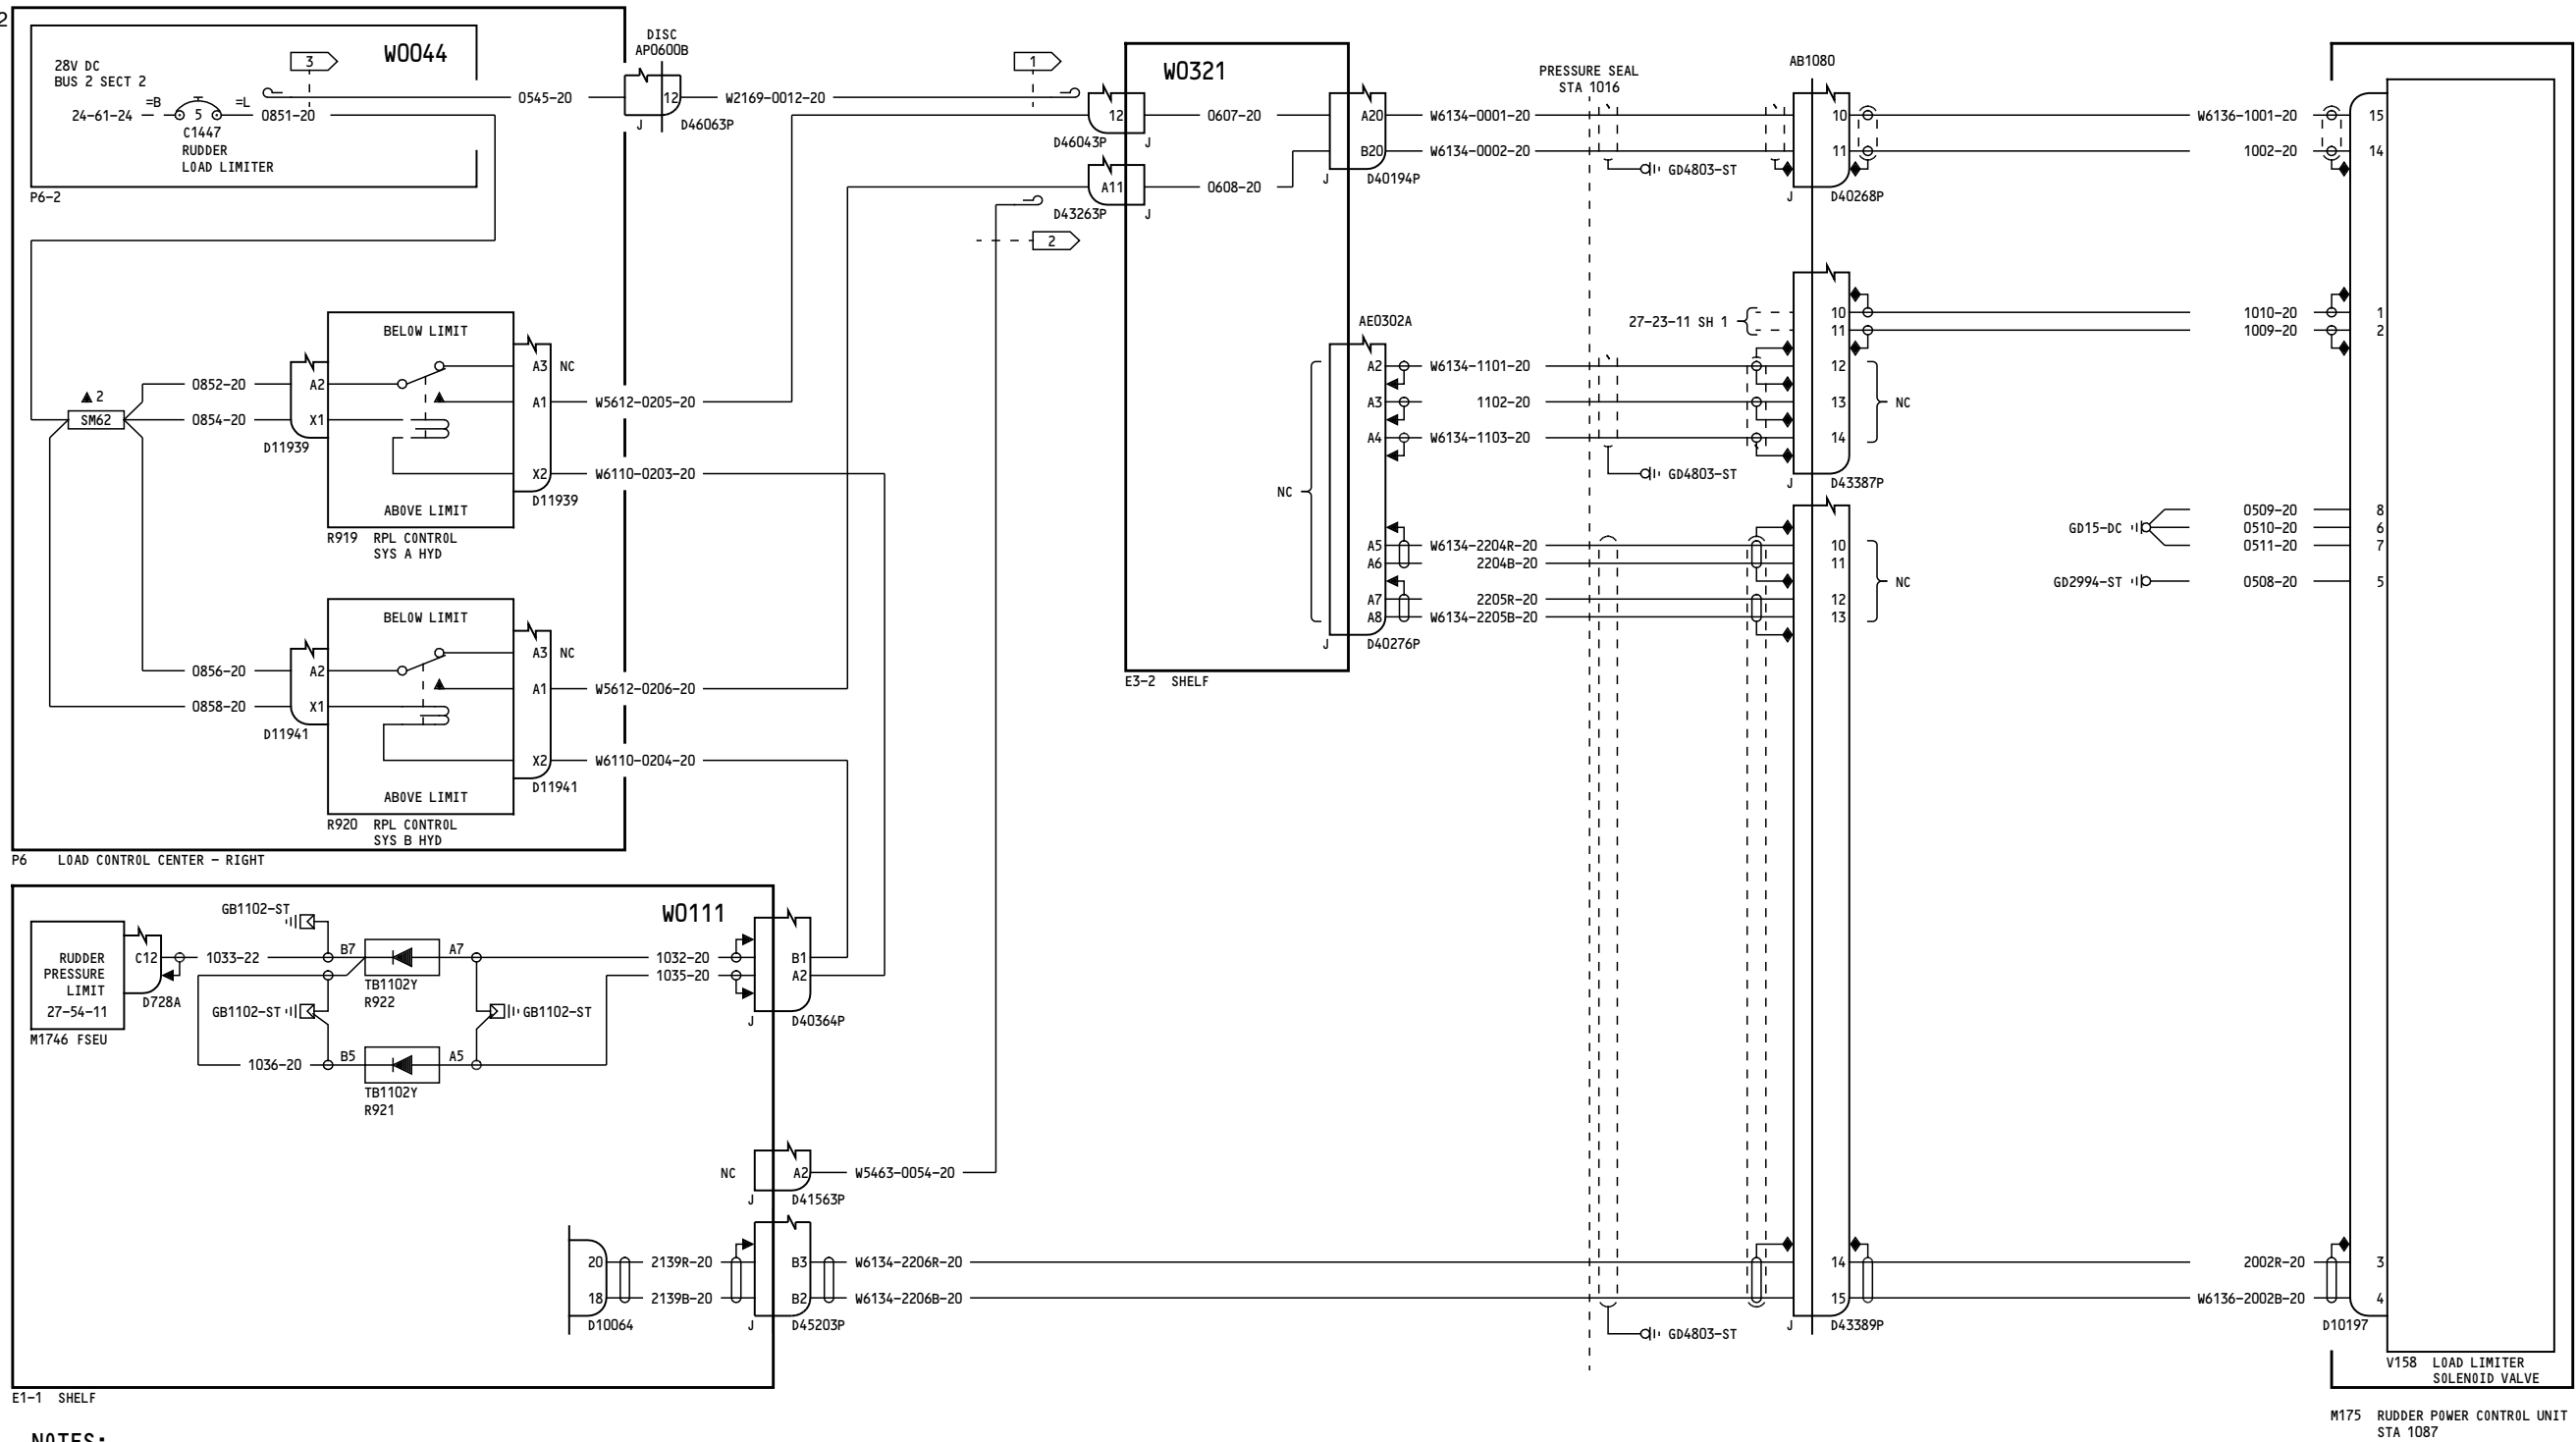 2
W0044
28V DC
BUS 2 SECT 2
3
24-61-24
=B
5
=L
0851-20
C1447
RUDDER
LOAD LIMITER
P6-2
0545-20
DISC
AP0600B
12
J
D46063P
W2169-0012-20
1
W0321
12
D46043P
J
A11
D43263P
J
2
0607-20
0608-20
A20
B20
J
D40194P
W6134-0001-20
W6134-0002-20
PRESSURE SEAL
STA 1016
GD4803-ST
AB1080
10
11
J
D40268P
W6136-1001-20
1002-20
15
14
BELOW LIMIT
A2
X1
D11939
A3
NC
A1
X2
D11939
ABOVE LIMIT
R919 RPL CONTROL
SYS A HYD
▲ 2
SM62
0852-20
0854-20
W5612-0205-20
W6110-0203-20
0856-20
0858-20
BELOW LIMIT
A2
X1
D11941
A3
NC
A1
X2
D11941
ABOVE LIMIT
R920 RPL CONTROL
SYS B HYD
W5612-0206-20
W6110-0204-20
P6 LOAD CONTROL CENTER - RIGHT
AE0302A
A2
A3
A4
NC
A5
A6
A7
A8
J
D40276P
E3-2 SHELF
W6134-1101-20
1102-20
W6134-1103-20
GD4803-ST
W6134-2204R-20
2204B-20
2205R-20
W6134-2205B-20
27-23-11 SH 1
10
11
12
13
14
NC
J
D43387P
1010-20
1009-20
1
2
10
11
12
13
NC
GD15-DC
0509-20
0510-20
0511-20
8
6
7
GD2994-ST
0508-20
5
W0111
GB1102-ST
RUDDER
PRESSURE
LIMIT
27-54-11
M1746 FSEU
C12
D728A
1033-22
B7
A7
TB1102Y
R922
GB1102-ST
GB1102-ST
1036-20
B5
A5
TB1102Y
R921
1032-20
1035-20
B1
A2
J
D40364P
NC
A2
J
D41563P
W5463-0054-20
20
18
D10064
2139R-20
2139B-20
B3
B2
J
D45203P
W6134-2206R-20
W6134-2206B-20
GD4803-ST
14
15
J
D43389P
2002R-20
W6136-2002B-20
3
4
D10197
V158 LOAD LIMITER
SOLENOID VALVE
M175 RUDDER POWER CONTROL UNIT
STA 1087
E1-1 SHELF
NOTES: